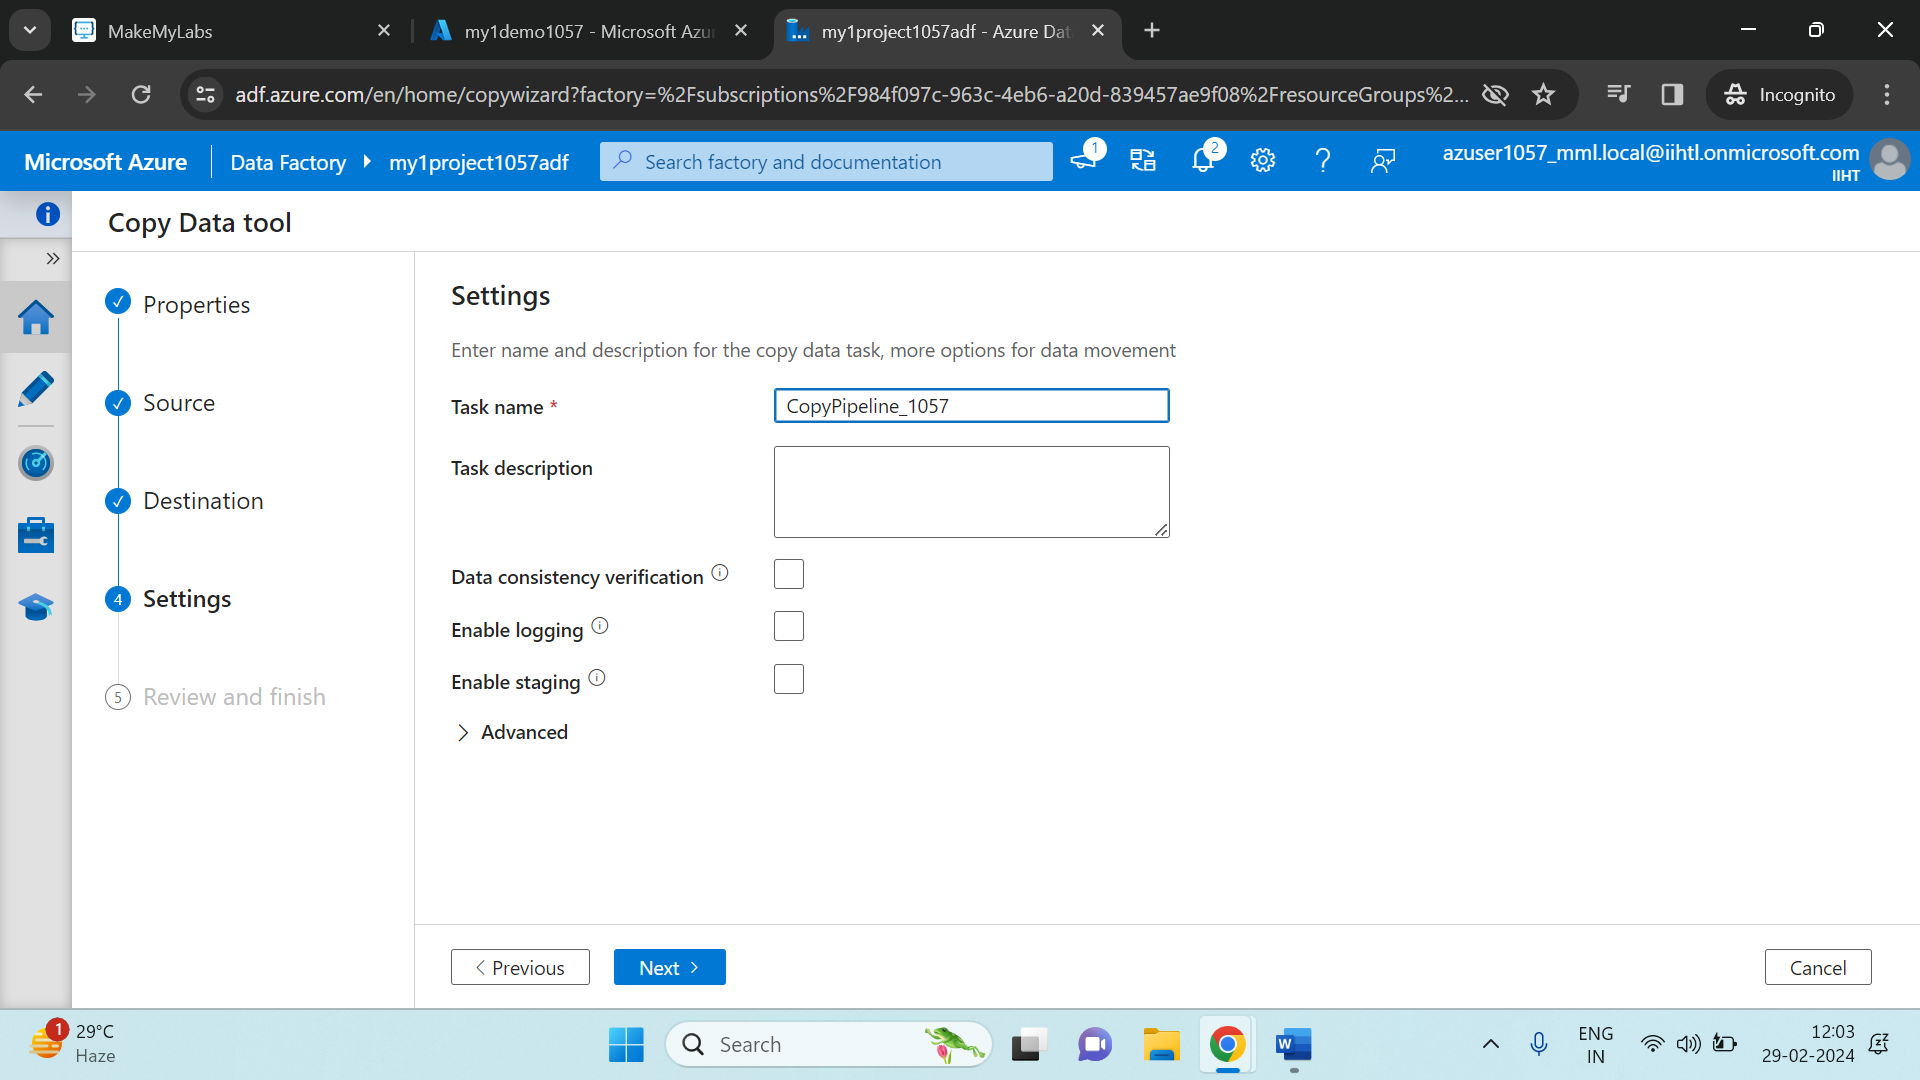 MakeMyLabs
my1demo1057 - Microsoft Azur
my1project1057adf - Azure Dat
adf.azure.com/en/home/copywizard?factory=%2Fsubscriptions%2F984f097c-963c-4eb6-a20d-839457ae9f08%2FresourceGroups%2...
Incognito
Microsoft Azure
Data Factory
my1project1057adf
Search factory and documentation
1
2
azuser1057_mml.local@iihtl.onmicrosoft.com
IIHT
Copy Data tool
Properties
Source
Destination
4 Settings
5 Review and finish
Settings
Enter name and description for the copy data task, more options for data movement
Task name * CopyPipeline_1057
Task description
Data consistency verification
Enable logging
Enable staging
Advanced
Previous
Next
Cancel
1
29°C
Haze
Search
W
ENG
IN
12:03
29-02-2024